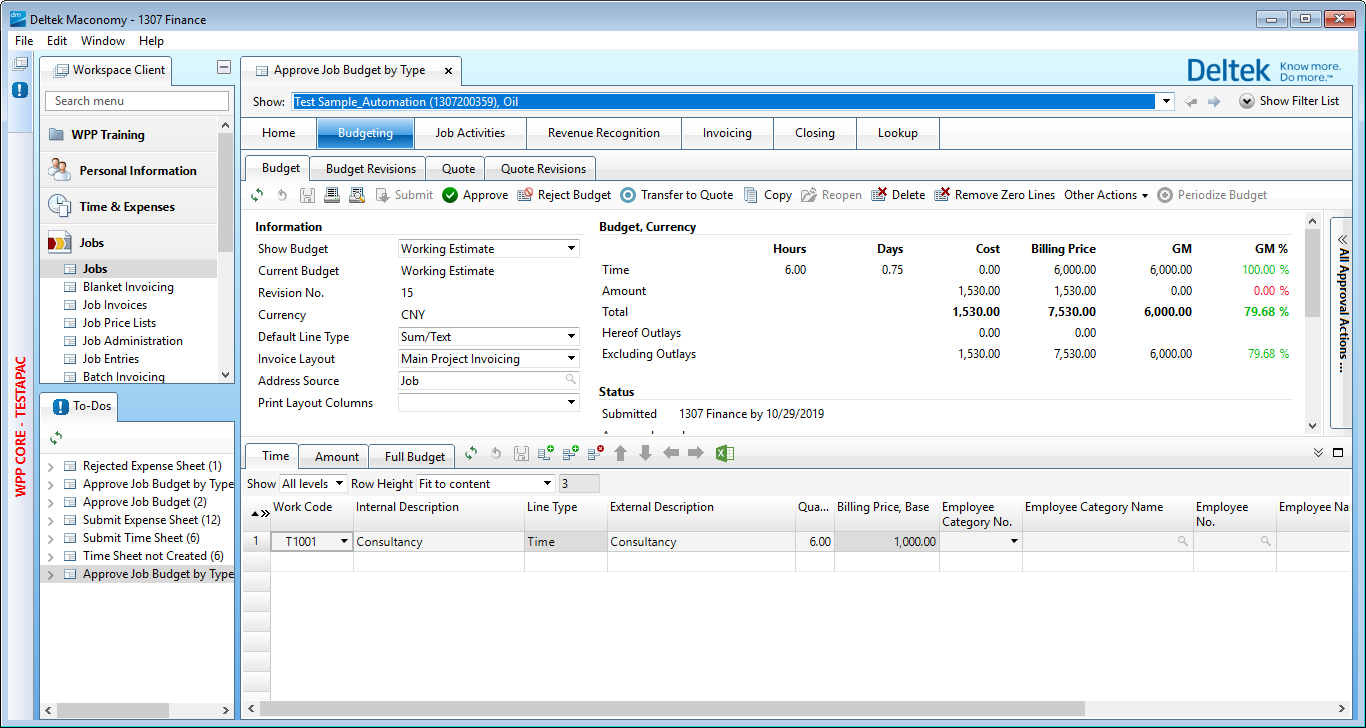 Deltek Maconomy - 1307 Finance
File Edit Window Help
Workspace Client
Search menu
WPP Training
Personal Information
Time & Expenses
Jobs
Jobs
Blanket Invoicing
Job Invoices
Job Price Lists
Job Administration
Job Entries
Batch Invoicing
WPP CORE - TESTAPAC
To-Dos
Rejected Expense Sheet (1)
Approve Job Budget by Type
Approve Job Budget (2)
Submit Expense Sheet (12)
Submit Time Sheet (6)
Time Sheet not Created (6)
Approve Job Budget by Type
Approve Job Budget by Type x
Deltek Know more.
Do more.™
Show: Test Sample_Automation (1307200359), Oil Show Filter List
Home Budgeting Job Activities Revenue Recognition Invoicing Closing Lookup
Budget Budget Revisions Quote Quote Revisions
Submit Approve Reject Budget Transfer to Quote Copy Reopen Delete Remove Zero Lines Other Actions Periodize Budget
Information
Show Budget Working Estimate
Current Budget Working Estimate
Revision No. 15
Currency CNY
Default Line Type Sum/Text
Invoice Layout Main Project Invoicing
Address Source Job
Print Layout Columns
Budget, Currency
Hours Days Cost Billing Price GM GM %
Time 6.00 0.75 0.00 6,000.00 6,000.00 100.00 %
Amount 1,530.00 1,530.00 0.00 0.00 %
Total 1,530.00 7,530.00 6,000.00 79.68 %
Hereof Outlays 0.00 0.00
Excluding Outlays 1,530.00 7,530.00 6,000.00 79.68 %
Status
Submitted 1307 Finance by 10/29/2019
All Approval Actions ...
Time Amount Full Budget
Show All levels Row Height Fit to content 3
Work Code Internal Description Line Type External Description Qua... Billing Price, Base Employee Category No. Employee Category Name Employee No. Employee Na
1 T1001 Consultancy Time Consultancy 6.00 1,000.00